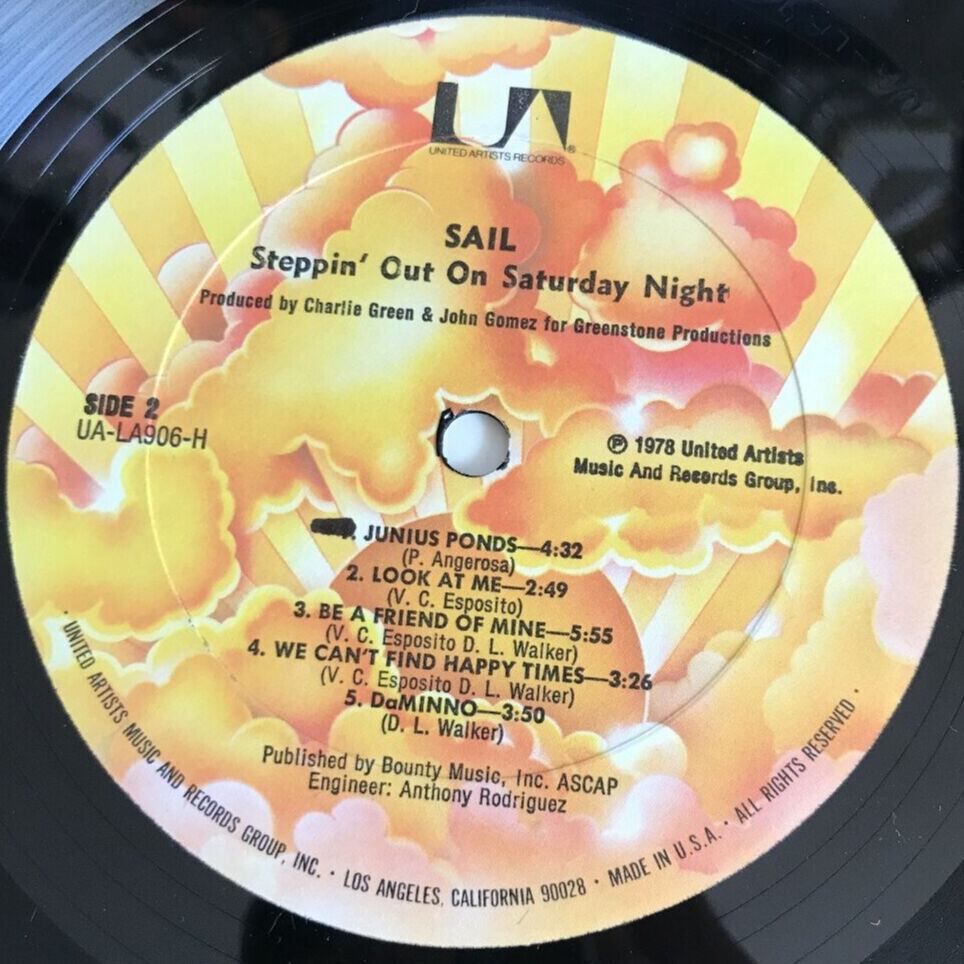 UA
UNITED ARTISTS RECORDS®
SAIL
Steppin' Out On Saturday Night
Produced by Charlie Green & John Gomez for Greenstone Productions
SIDE 2
UA-LA906-H
℗ 1978 United Artists
Music And Records Group, Inc.
JUNIUS PONDS—4:32
(P. Angerosa)
2. LOOK AT ME—2:49
(V. C. Esposito)
3. BE A FRIEND OF MINE—5:55
(V. C. Esposito D. L. Walker)
4. WE CAN'T FIND HAPPY TIMES—3:26
(V. C. Esposito D. L. Walker)
5. DaMINNO—3:50
(D. L. Walker)
Published by Bounty Music, Inc. ASCAP
Engineer: Anthony Rodriguez
· UNITED ARTISTS MUSIC AND RECORDS GROUP, INC. · LOS ANGELES, CALIFORNIA 90028 · MADE IN U.S.A. · ALL RIGHTS RESERVED ·